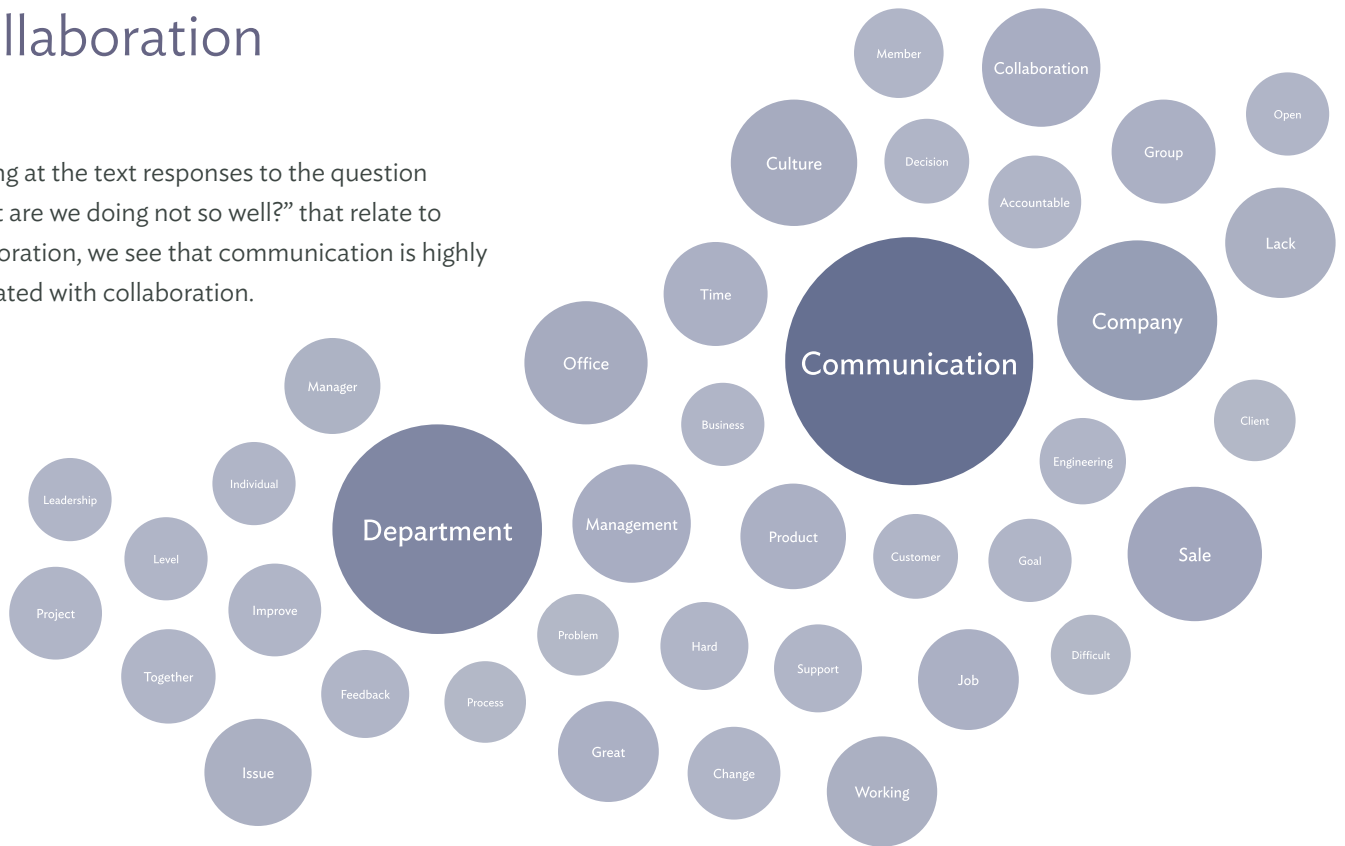 llaboration
ng at the text responses to the question
t are we doing not so well?” that relate to
oration, we see that communication is highly
ated with collaboration.
Member
Collaboration
Open
Culture
Decision
Group
Accountable
Lack
Time
Company
Office
Communication
Manager
Business
Client
Engineering
Individual
Leadership
Department
Management
Product
Customer
Goal
Sale
Level
Project
Improve
Problem
Hard
Support
Difficult
Together
Feedback
Process
Job
Issue
Great
Change
Working